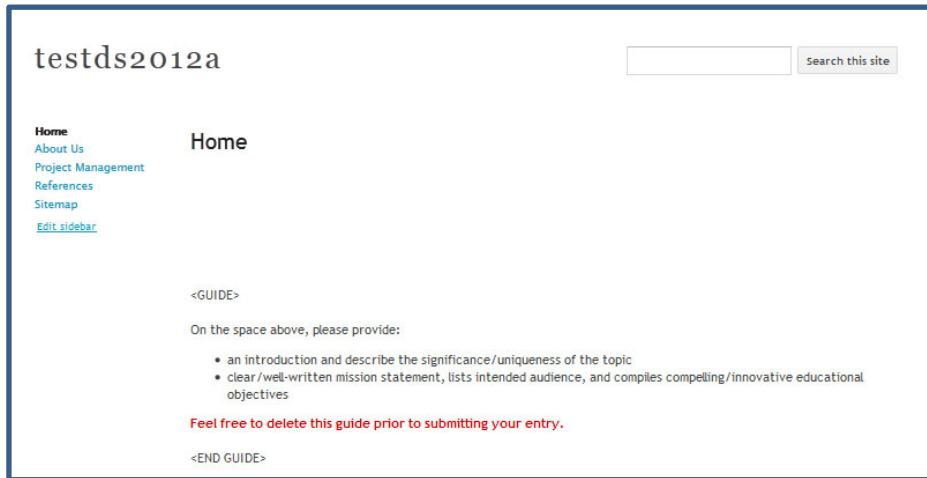 testds2012a
Search this site
Home
About Us
Project Management
References
Sitemap
Edit sidebar
Home
<GUIDE>
On the space above, please provide:
• an introduction and describe the significance/uniqueness of the topic
• clear/well-written mission statement, lists intended audience, and compiles compelling/innovative educational
objectives
Feel free to delete this guide prior to submitting your entry.
<END GUIDE>